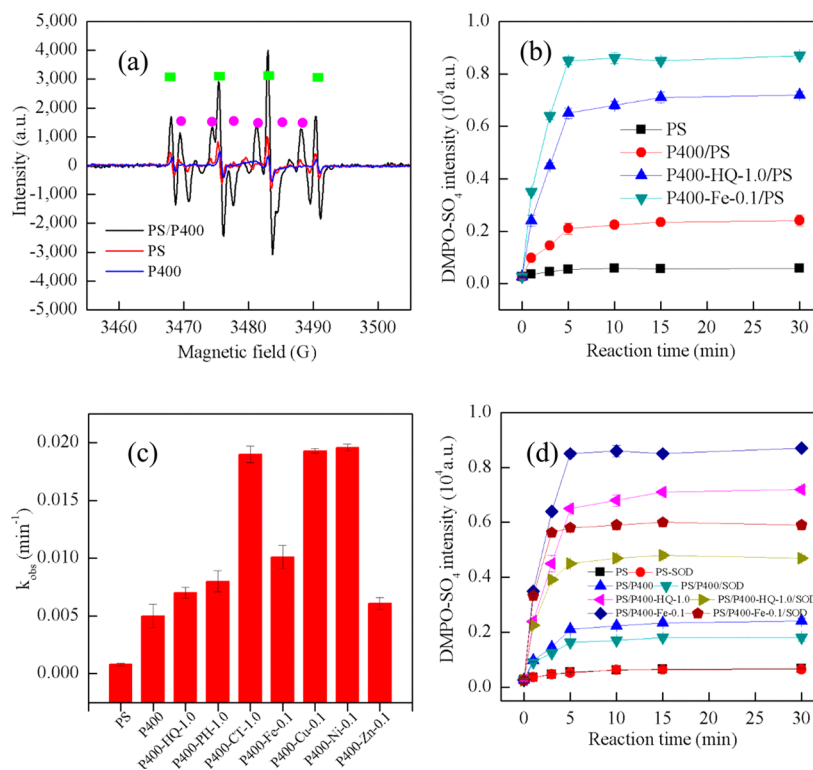 (a)
Intensity (a.u.)
5,000
4,000
3,000
2,000
1,000
0
-1,000
-2,000
-3,000
-4,000
-5,000
PS/P400
PS
P400
3460 3470 3480 3490 3500
Magnetic field (G)
(b)
DMPO-SO4 intensity (10⁴a.u.)
1.0
0.8
0.6
0.4
0.2
0.0
PS
P400/PS
P400-HQ-1.0/PS
P400-Fe-0.1/PS
0 5 10 15 20 25 30
Reaction time (min)
(c)
kobs (min⁻¹)
0.020
0.015
0.010
0.005
0.000
PS
P400
P400-HQ-1.0
P400-PH-1.0
P400-CT-1.0
P400-Fe-0.1
P400-Cu-0.1
P400-Ni-0.1
P400-Zn-0.1
(d)
DMPO-SO4 intensity (10⁴a.u.)
1.0
0.8
0.6
0.4
0.2
0.0
PS PS-SOD
PS/P400 PS/P400/SOD
PS/P400-HQ-1.0 PS/P400-HQ-1.0/SOD
PS/P400-Fe-0.1 PS/P400-Fe-0.1/SOD
0 5 10 15 20 25 30
Reaction time (min)